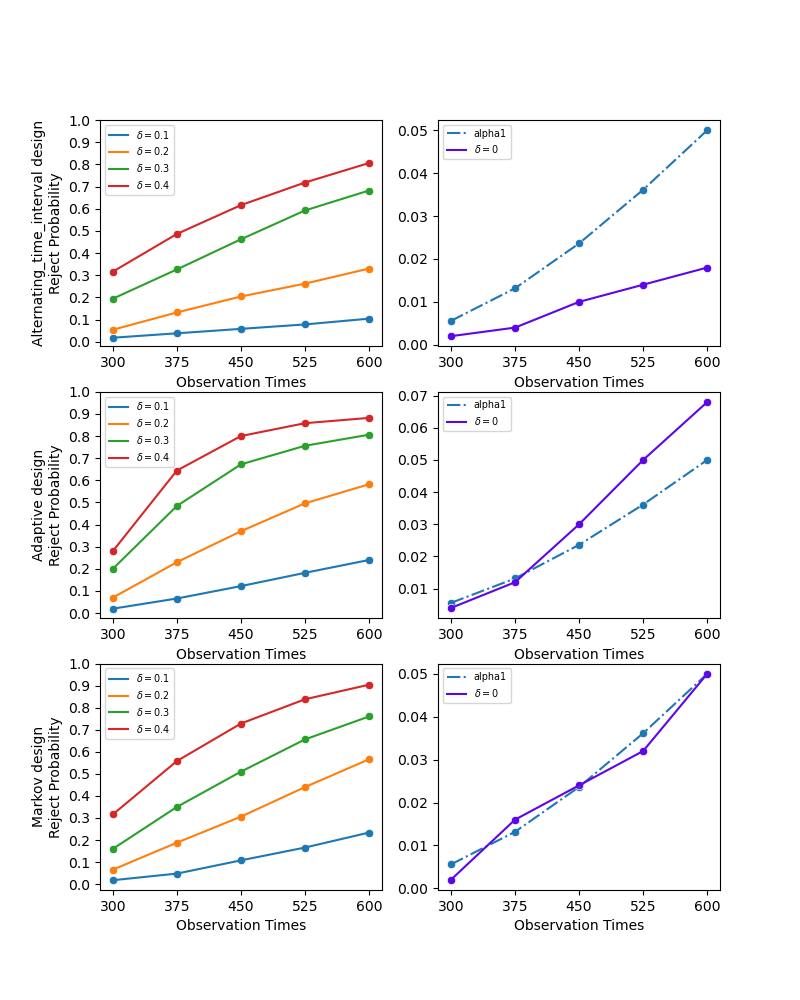 Alternating_time_interval design
Reject Probability
1.0
0.9
0.8
0.7
0.6
0.5
0.4
0.3
0.2
0.1
0.0
δ = 0.1
δ = 0.2
δ = 0.3
δ = 0.4
300 375 450 525 600
Observation Times
0.05
0.04
0.03
0.02
0.01
0.00
alpha1
δ = 0
300 375 450 525 600
Observation Times
Adaptive design
Reject Probability
1.0
0.9
0.8
0.7
0.6
0.5
0.4
0.3
0.2
0.1
0.0
δ = 0.1
δ = 0.2
δ = 0.3
δ = 0.4
300 375 450 525 600
Observation Times
0.07
0.06
0.05
0.04
0.03
0.02
0.01
alpha1
δ = 0
300 375 450 525 600
Observation Times
Markov design
Reject Probability
1.0
0.9
0.8
0.7
0.6
0.5
0.4
0.3
0.2
0.1
0.0
δ = 0.1
δ = 0.2
δ = 0.3
δ = 0.4
300 375 450 525 600
Observation Times
0.05
0.04
0.03
0.02
0.01
0.00
alpha1
δ = 0
300 375 450 525 600
Observation Times